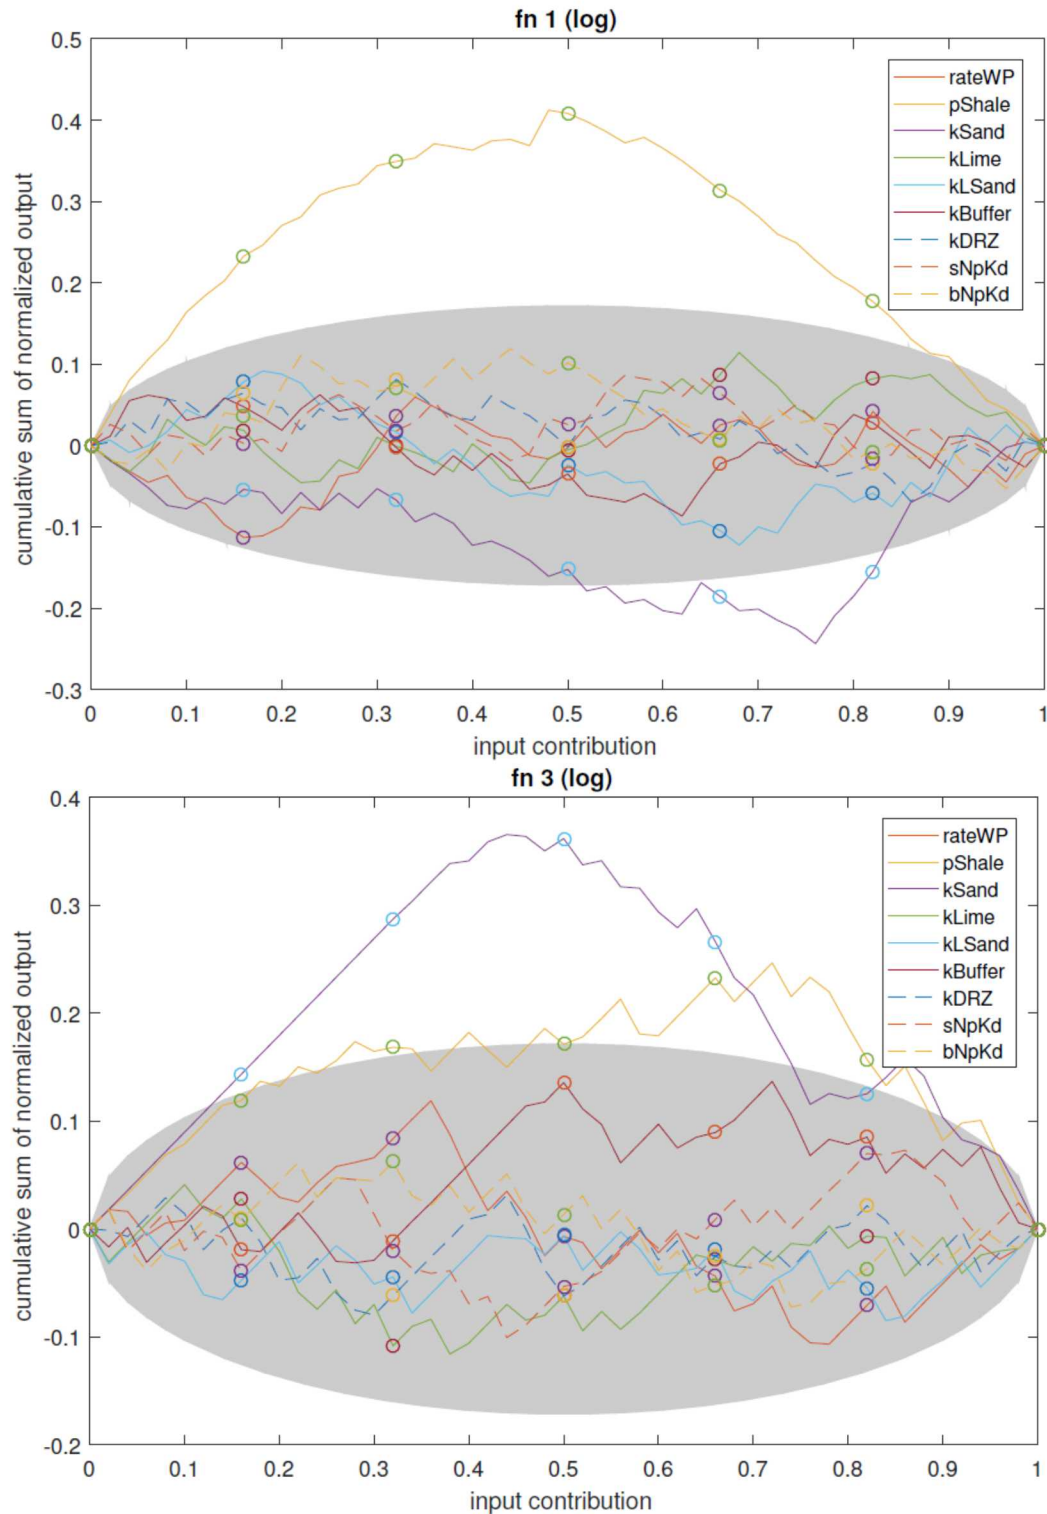 fn 1 (log)
0.5
0.4
0.3
0.2
0.1
0
-0.1
-0.2
-0.3
cumulative sum of normalized output
rateWP
pShale
kSand
kLime
kLSand
kBuffer
kDRZ
sNpKd
bNpKd
0 0.1 0.2 0.3 0.4 0.5 0.6 0.7 0.8 0.9 1
input contribution
fn 3 (log)
0.4
0.3
0.2
0.1
0
-0.1
-0.2
cumulative sum of normalized output
rateWP
pShale
kSand
kLime
kLSand
kBuffer
kDRZ
sNpKd
bNpKd
0 0.1 0.2 0.3 0.4 0.5 0.6 0.7 0.8 0.9 1
input contribution